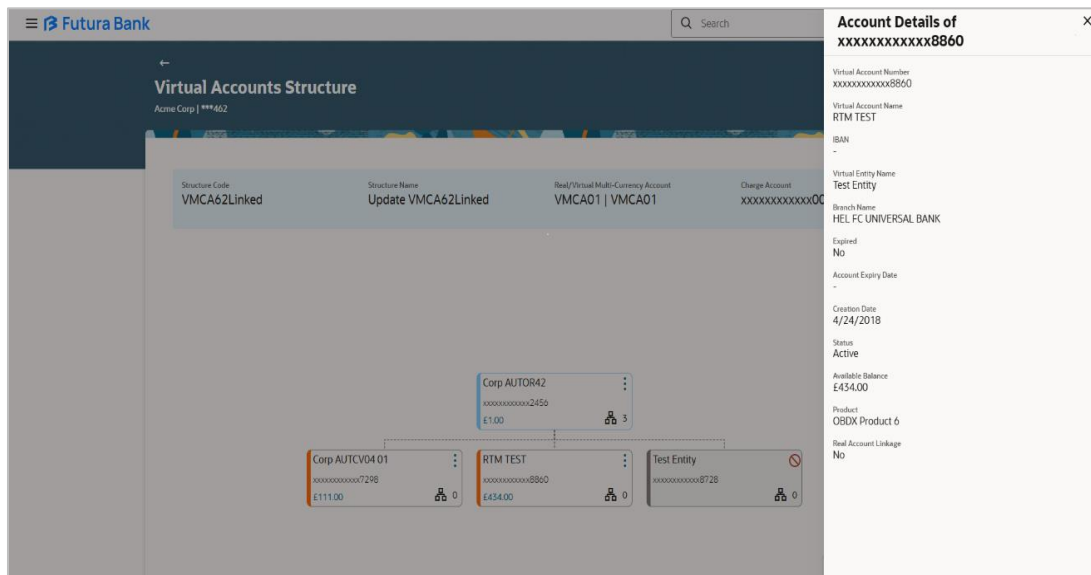 Futura Bank
Search
Virtual Accounts Structure
Acme Corp | ***462
Structure Code
VMCA62Linked
Structure Name
Update VMCA62Linked
Real/Virtual Multi-Currency Account
VMCA01 | VMCA01
Charge Account
xxxxxxxxxxxx00
Corp AUTOR42
xxxxxxxxxxxx2456
£1.00
3
Corp AUTCV04 01
xxxxxxxxxxxx7298
£111.00
0
RTM TEST
xxxxxxxxxxxx8860
£434.00
0
Test Entity
xxxxxxxxxxxx8728
0
Account Details of
xxxxxxxxxxxx8860
Virtual Account Number
xxxxxxxxxxxx8860
Virtual Account Name
RTM TEST
IBAN
-
Virtual Entity Name
Test Entity
Branch Name
HEL FC UNIVERSAL BANK
Expired
No
Account Expiry Date
-
Creation Date
4/24/2018
Status
Active
Available Balance
£434.00
Product
OBDX Product 6
Real Account Linkage
No